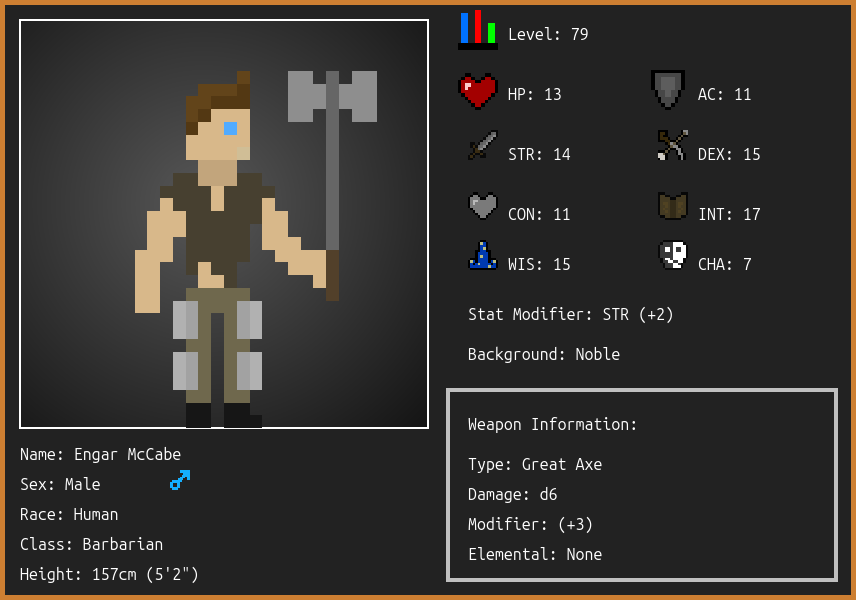 Level: 79
HP: 13
AC: 11
STR: 14
DEX: 15
CON: 11
INT: 17
WIS: 15
CHA: 7
Stat Modifier: STR (+2)
Background: Noble
Weapon Information:
Type: Great Axe
Damage: d6
Modifier: (+3)
Elemental: None
Name: Engar McCabe
Sex: Male
Race: Human
Class: Barbarian
Height: 157cm (5'2")